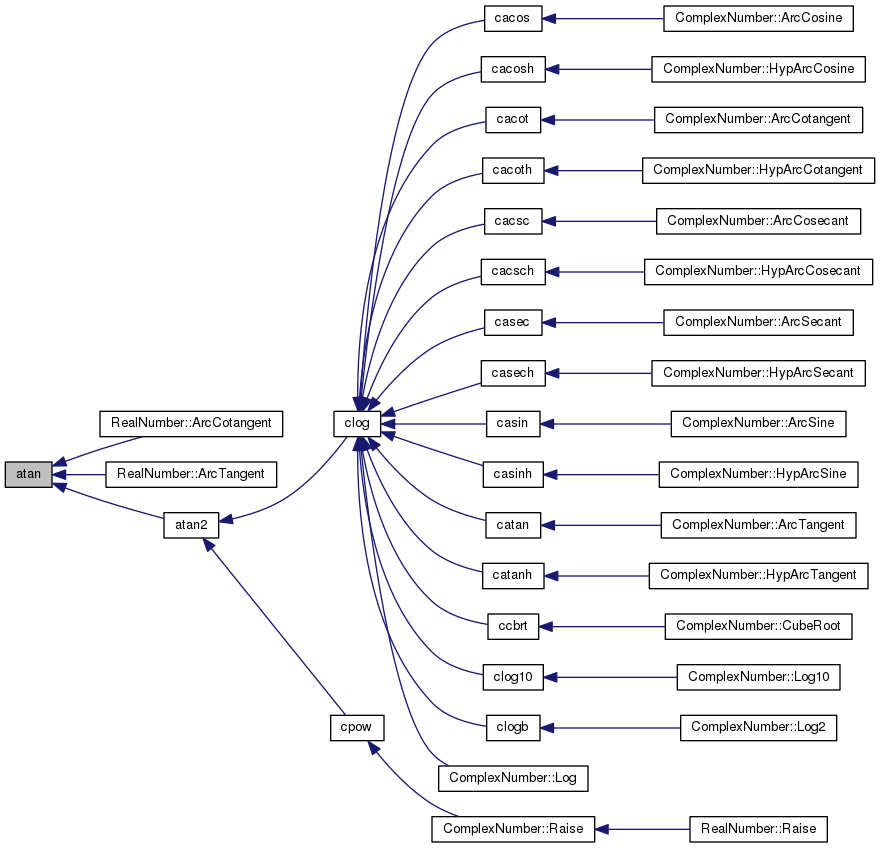 cacos
ComplexNumber::ArcCosine
cacosh
ComplexNumber::HypArcCosine
cacot
ComplexNumber::ArcCotangent
cacoth
ComplexNumber::HypArcCotangent
cacsc
ComplexNumber::ArcCosecant
cacsch
ComplexNumber::HypArcCosecant
casec
ComplexNumber::ArcSecant
casech
ComplexNumber::HypArcSecant
RealNumber::ArcCotangent
clog
casin
ComplexNumber::ArcSine
atan
RealNumber::ArcTangent
casinh
ComplexNumber::HypArcSine
atan2
catan
ComplexNumber::ArcTangent
catanh
ComplexNumber::HypArcTangent
ccbrt
ComplexNumber::CubeRoot
clog10
ComplexNumber::Log10
cpow
clogb
ComplexNumber::Log2
ComplexNumber::Log
ComplexNumber::Raise
RealNumber::Raise